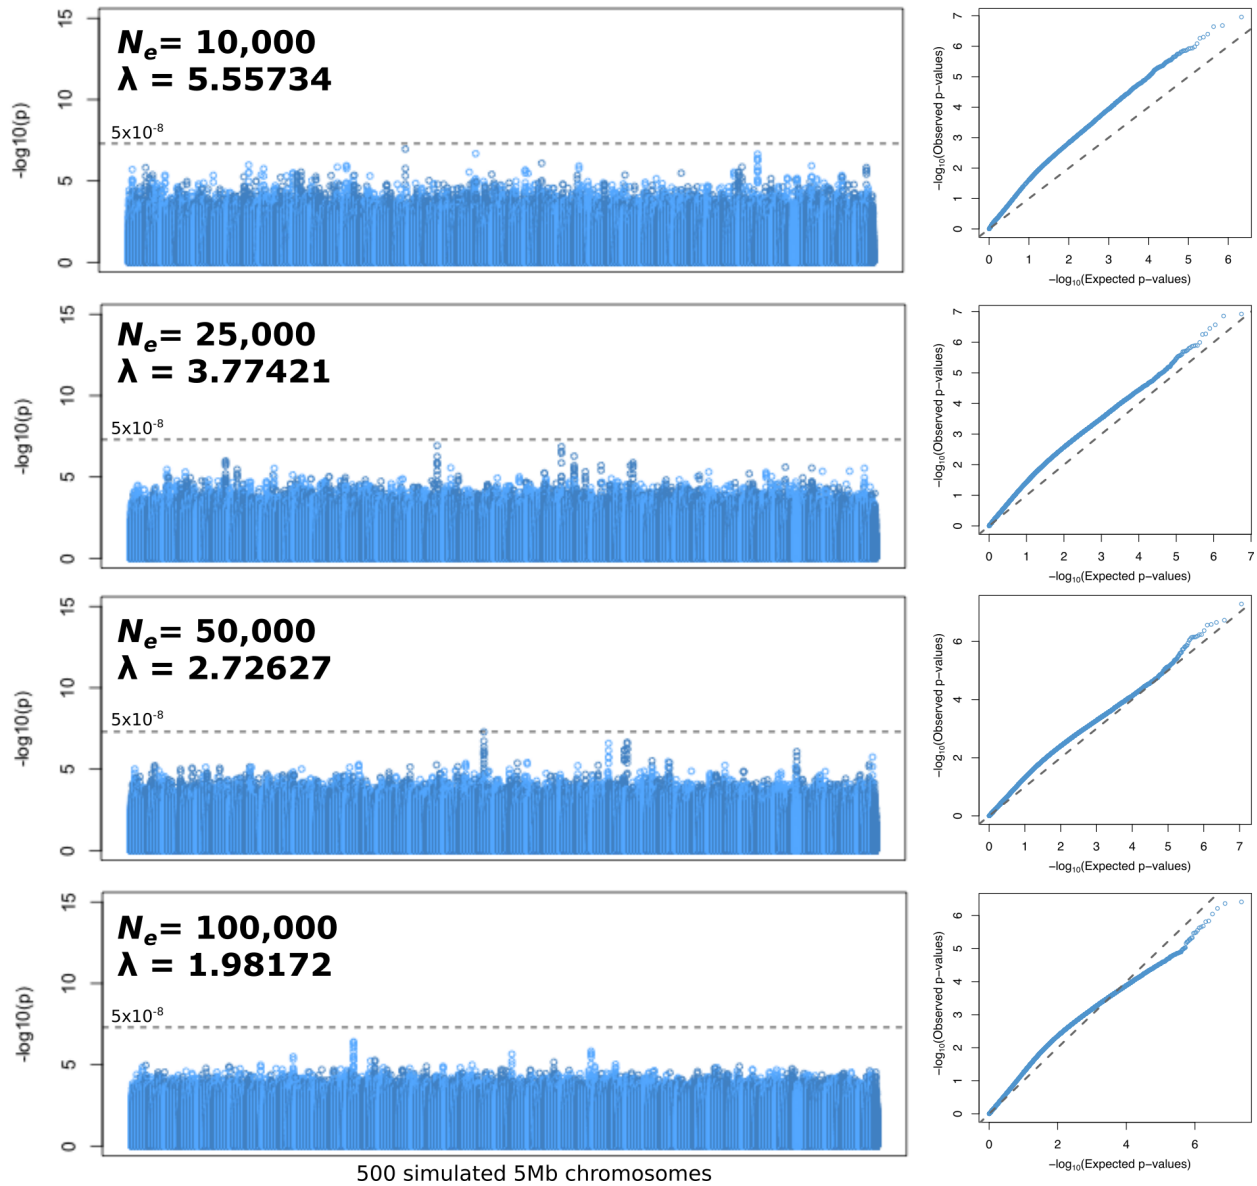 15
10
5
0
-log10(p)
Ne= 10,000
λ = 5.55734
5x10-8
7
6
5
4
3
2
1
0
−log10(Observed p−values)
0 1 2 3 4 5 6
−log10(Expected p−values)
15
10
5
0
-log10(p)
Ne= 25,000
λ = 3.77421
5x10-8
7
6
5
4
3
2
1
0
−log10(Observed p−values)
0 1 2 3 4 5 6 7
−log10(Expected p−values)
15
10
5
0
-log10(p)
Ne= 50,000
λ = 2.72627
5x10-8
6
4
2
0
−log10(Observed p−values)
0 1 2 3 4 5 6 7
−log10(Expected p−values)
15
10
5
0
-log10(p)
Ne= 100,000
λ = 1.98172
5x10-8
6
5
4
3
2
1
0
−log10(Observed p−values)
0 2 4 6
−log10(Expected p−values)
500 simulated 5Mb chromosomes